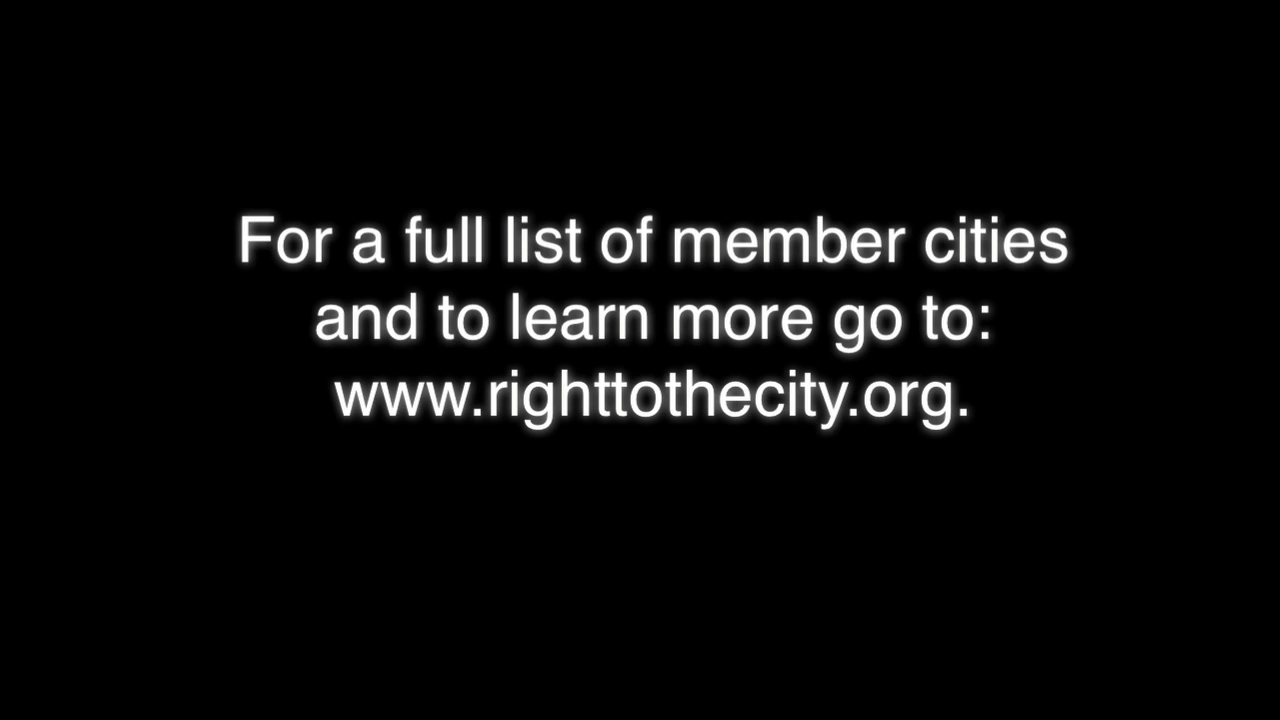 For a full list of member cities
and to learn more go to:
www.righttothecity.org.